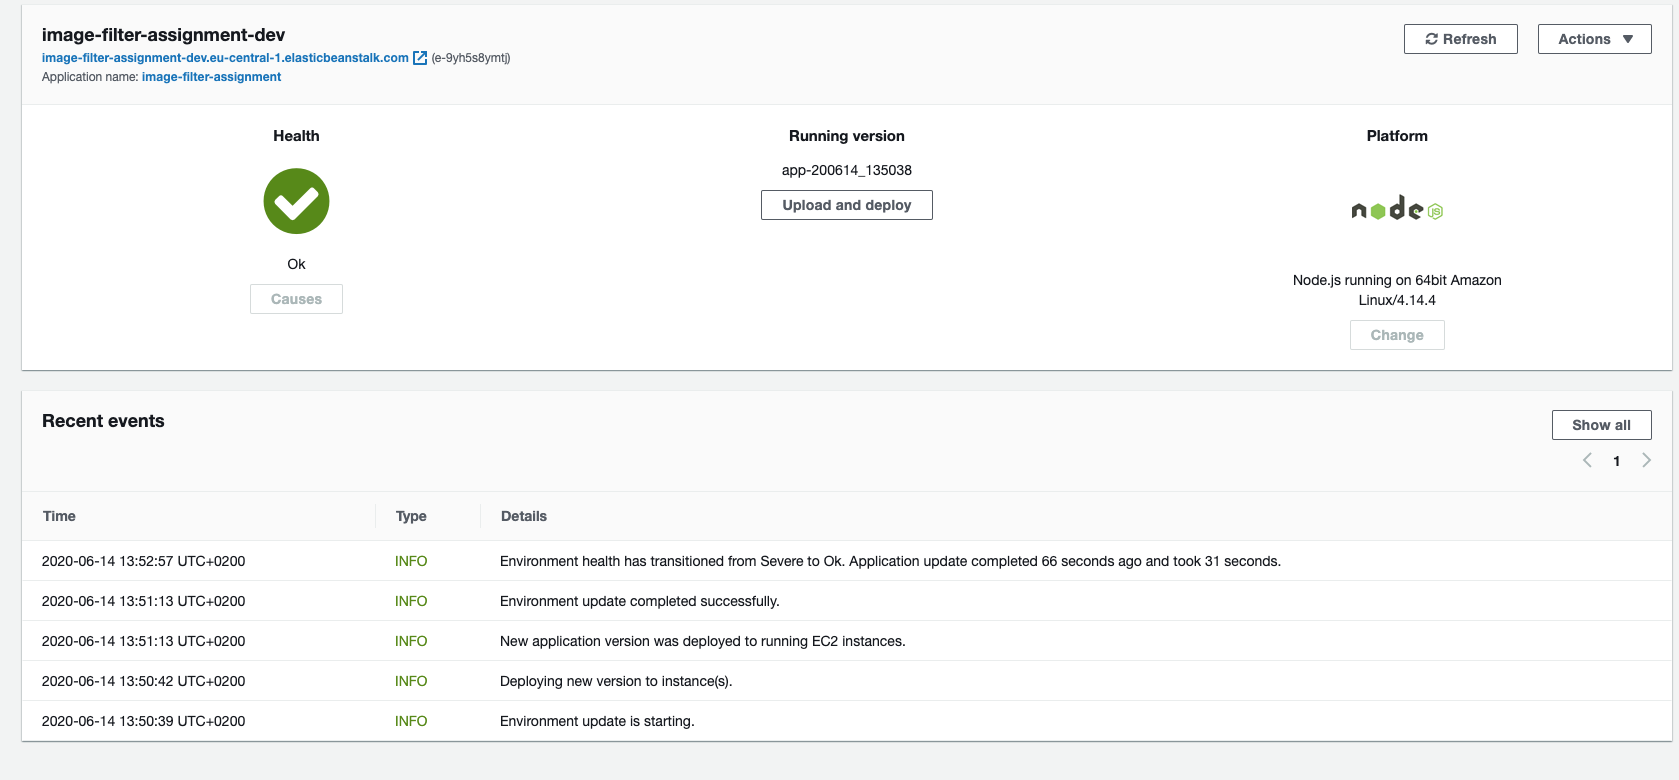 image-filter-assignment-dev
image-filter-assignment-dev.eu-central-1.elasticbeanstalk.com (e-9yh5s8ymtj)
Application name: image-filter-assignment
Refresh
Actions
Health
Ok
Causes
Running version
app-200614_135038
Upload and deploy
Platform
node JS
Node.js running on 64bit Amazon
Linux/4.14.4
Change
Recent events
Show all
1
Time Type Details
2020-06-14 13:52:57 UTC+0200 INFO Environment health has transitioned from Severe to Ok. Application update completed 66 seconds ago and took 31 seconds.
2020-06-14 13:51:13 UTC+0200 INFO Environment update completed successfully.
2020-06-14 13:51:13 UTC+0200 INFO New application version was deployed to running EC2 instances.
2020-06-14 13:50:42 UTC+0200 INFO Deploying new version to instance(s).
2020-06-14 13:50:39 UTC+0200 INFO Environment update is starting.